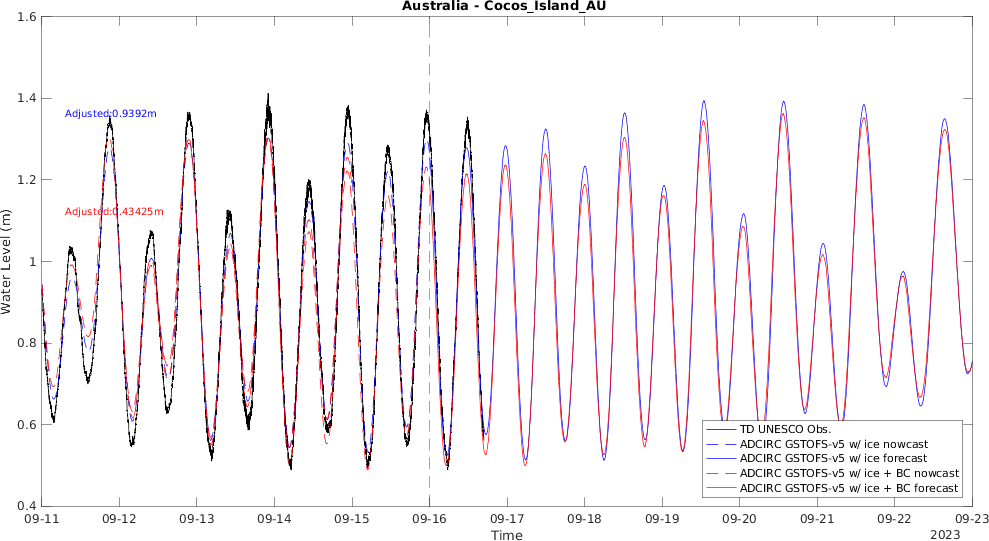 Australia - Cocos_Island_AU
1.6
1.4
1.2
1
0.8
0.6
0.4
Water Level (m)
Adjusted:0.9392m
Adjusted:0.43425m
TD UNESCO Obs.
ADCIRC GSTOFS-v5 w/ ice nowcast
ADCIRC GSTOFS-v5 w/ ice forecast
ADCIRC GSTOFS-v5 w/ ice + BC nowcast
ADCIRC GSTOFS-v5 w/ ice + BC forecast
09-11 09-12 09-13 09-14 09-15 09-16 09-17 09-18 09-19 09-20 09-21 09-22 09-23
Time
2023